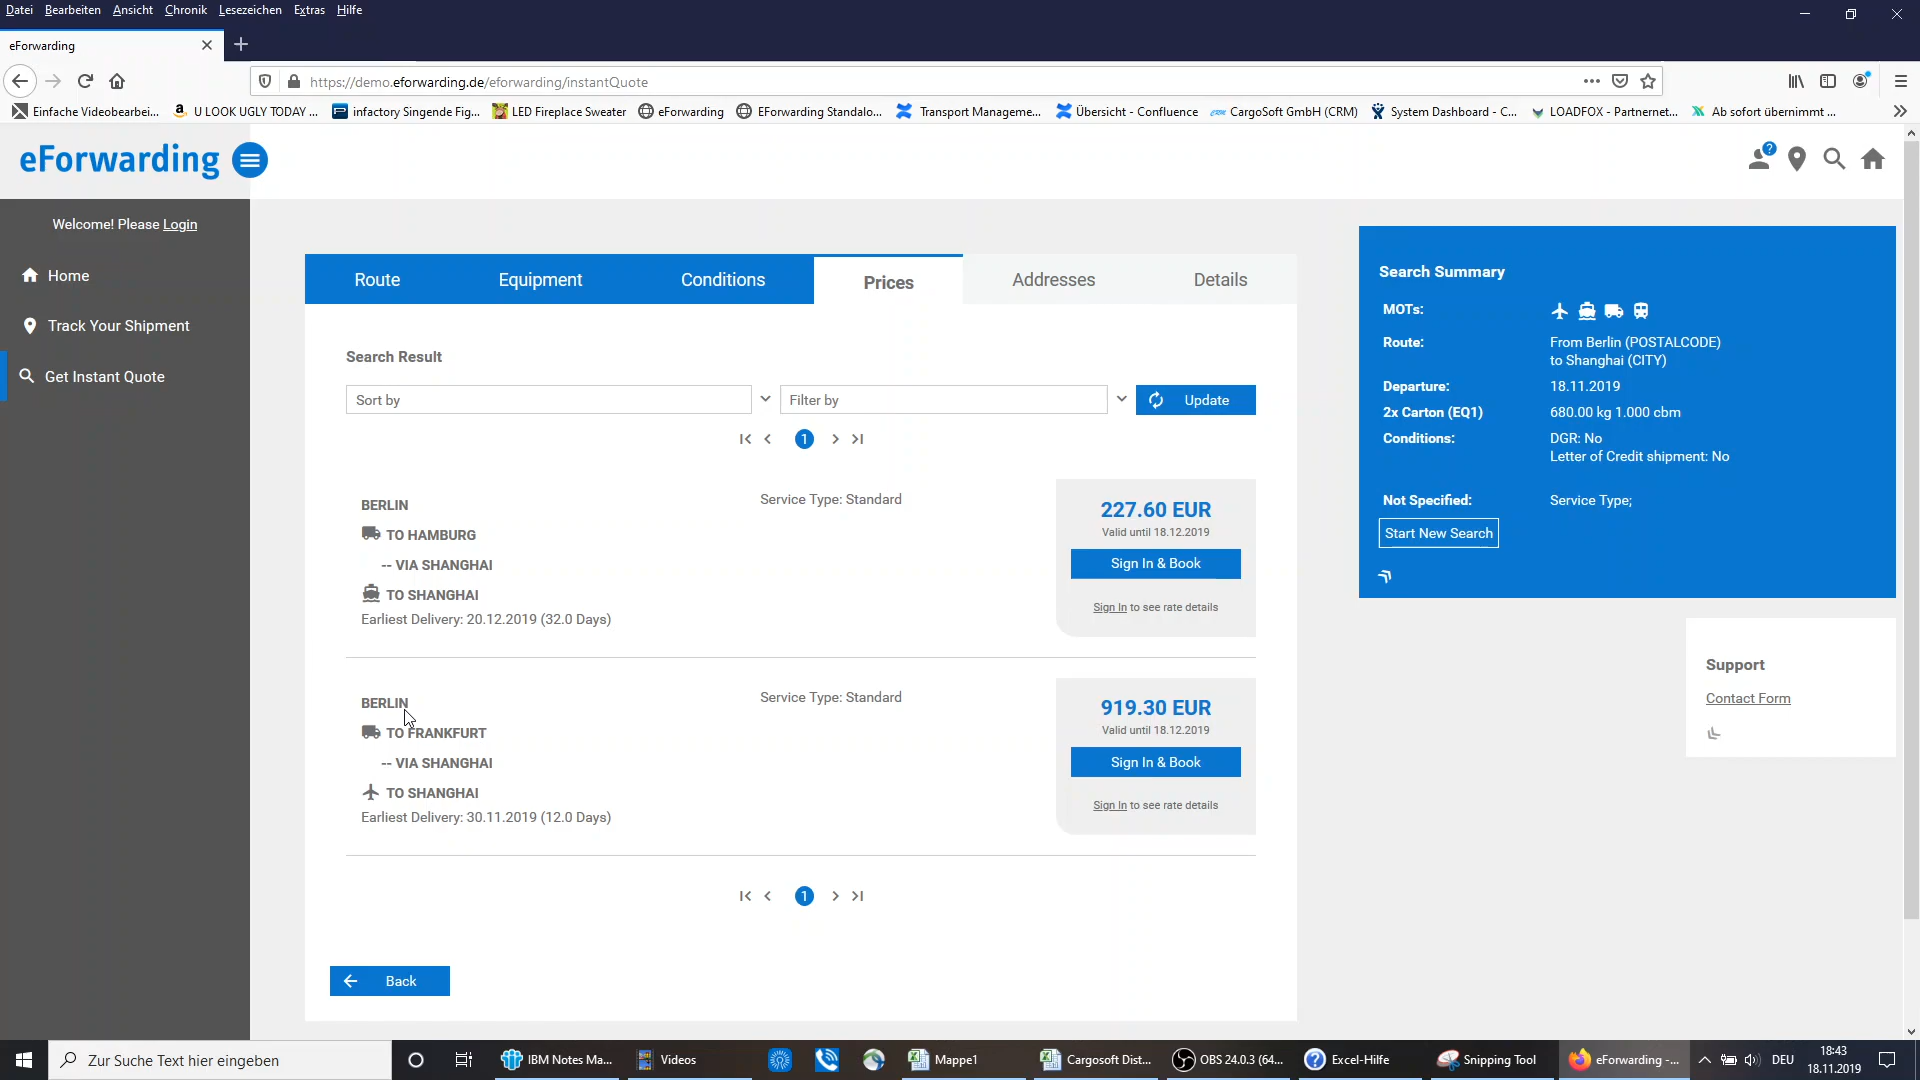 Datei Bearbeiten Ansicht Chronik Lesezeichen Extras Hilfe
eForwarding
https://demo.eforwarding.de/eforwarding/instantQuote
Einfache Videobearbei... U LOOK UGLY TODAY ... infactory Singende Fig... LED Fireplace Sweater eForwarding EForwarding Standalo... Transport Manageme... Übersicht - Confluence CargoSoft GmbH (CRM) System Dashboard - C... LOADFOX - Partnernet... Ab sofort übernimmt ...
eForwarding
?
Welcome! Please Login
Home
Track Your Shipment
Get Instant Quote
Route Equipment Conditions Prices Addresses Details
Search Result
Sort by Filter by Update
1
BERLIN
TO HAMBURG
-- VIA SHANGHAI
TO SHANGHAI
Earliest Delivery: 20.12.2019 (32.0 Days)
Service Type: Standard
227.60 EUR
Valid until 18.12.2019
Sign In & Book
Sign In to see rate details
BERLIN
TO FRANKFURT
-- VIA SHANGHAI
TO SHANGHAI
Earliest Delivery: 30.11.2019 (12.0 Days)
Service Type: Standard
919.30 EUR
Valid until 18.12.2019
Sign In & Book
Sign In to see rate details
1
Back
Search Summary
MOTs:
Route: From Berlin (POSTALCODE)
to Shanghai (CITY)
Departure: 18.11.2019
2x Carton (EQ1) 680.00 kg 1.000 cbm
Conditions: DGR: No
Letter of Credit shipment: No
Not Specified: Service Type;
Start New Search
Support
Contact Form
Zur Suche Text hier eingeben
IBM Notes Ma... Videos Mappe1 Cargosoft Dist... OBS 24.0.3 (64... Excel-Hilfe Snipping Tool eForwarding -... DEU
18:43
18.11.2019